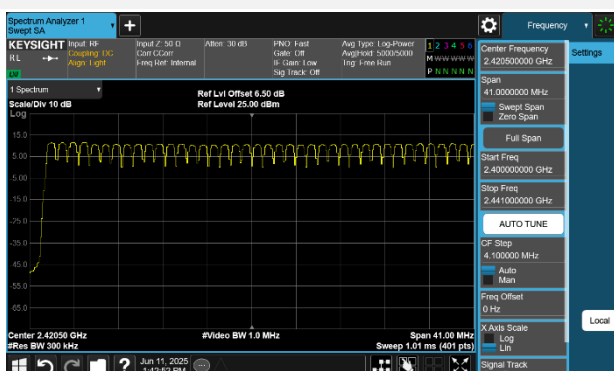 Spectrum Analyzer 1
Swept SA
Frequency
KEYSIGHT
Input: RF
Input Z: 50 Ω
Atten: 30 dB
PNO: Fast
Avg Type: Log-Power
1 2 3 4 5 6
RL
Coupling: DC
Corr CCorr
Gate: Off
Avg|Hold: 5000/5000
M W W W W W
Align: Light
Freq Ref: Internal
IF Gain: Low
Trig: Free Run
Sig Track: Off
P N N N N N
1 Spectrum
Scale/Div 10 dB
Ref Lvl Offset 6.50 dB
Ref Level 25.00 dBm
Log
15.0
5.00
-5.00
-15.0
-25.0
-35.0
-45.0
-55.0
-65.0
Center 2.42050 GHz
#Video BW 1.0 MHz
Span 41.00 MHz
#Res BW 300 kHz
Sweep 1.01 ms (401 pts)
Jun 11, 2025
Center Frequency
2.420500000 GHz
Settings
Span
41.0000000 MHz
Swept Span
Zero Span
Full Span
Start Freq
2.400000000 GHz
Stop Freq
2.441000000 GHz
AUTO TUNE
CF Step
4.100000 MHz
Auto
Man
Freq Offset
0 Hz
Local
X Axis Scale
Log
Lin
Signal Track